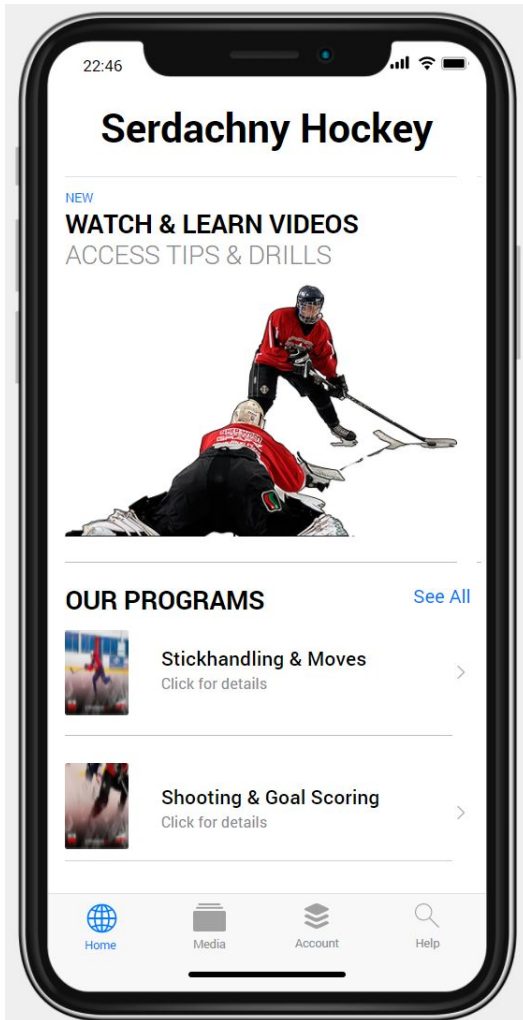 22:46
Serdachny Hockey
NEW
WATCH & LEARN VIDEOS
ACCESS TIPS & DRILLS
OUR PROGRAMS
See All
Stickhandling & Moves
Click for details
Shooting & Goal Scoring
Click for details
Home
Media
Account
Help